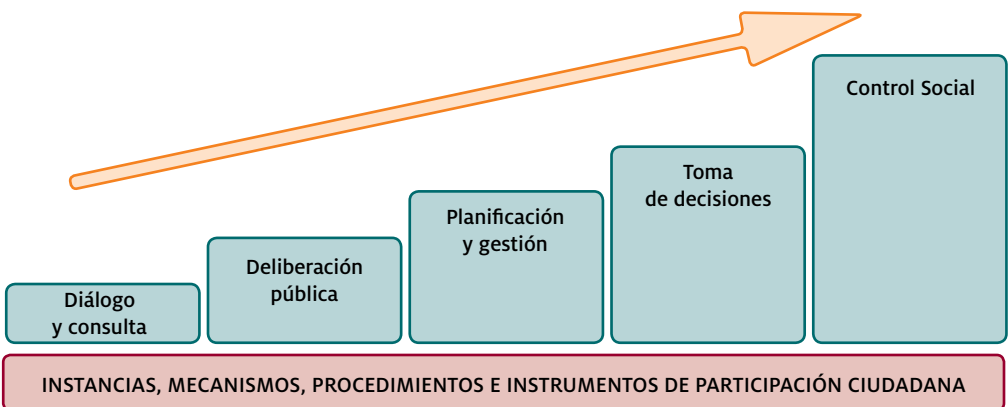 Diálogo
y consulta
Deliberación
pública
Planificación
y gestión
Toma
de decisiones
Control Social
INSTANCIAS, MECANISMOS, PROCEDIMIENTOS E INSTRUMENTOS DE PARTICIPACIÓN CIUDADANA